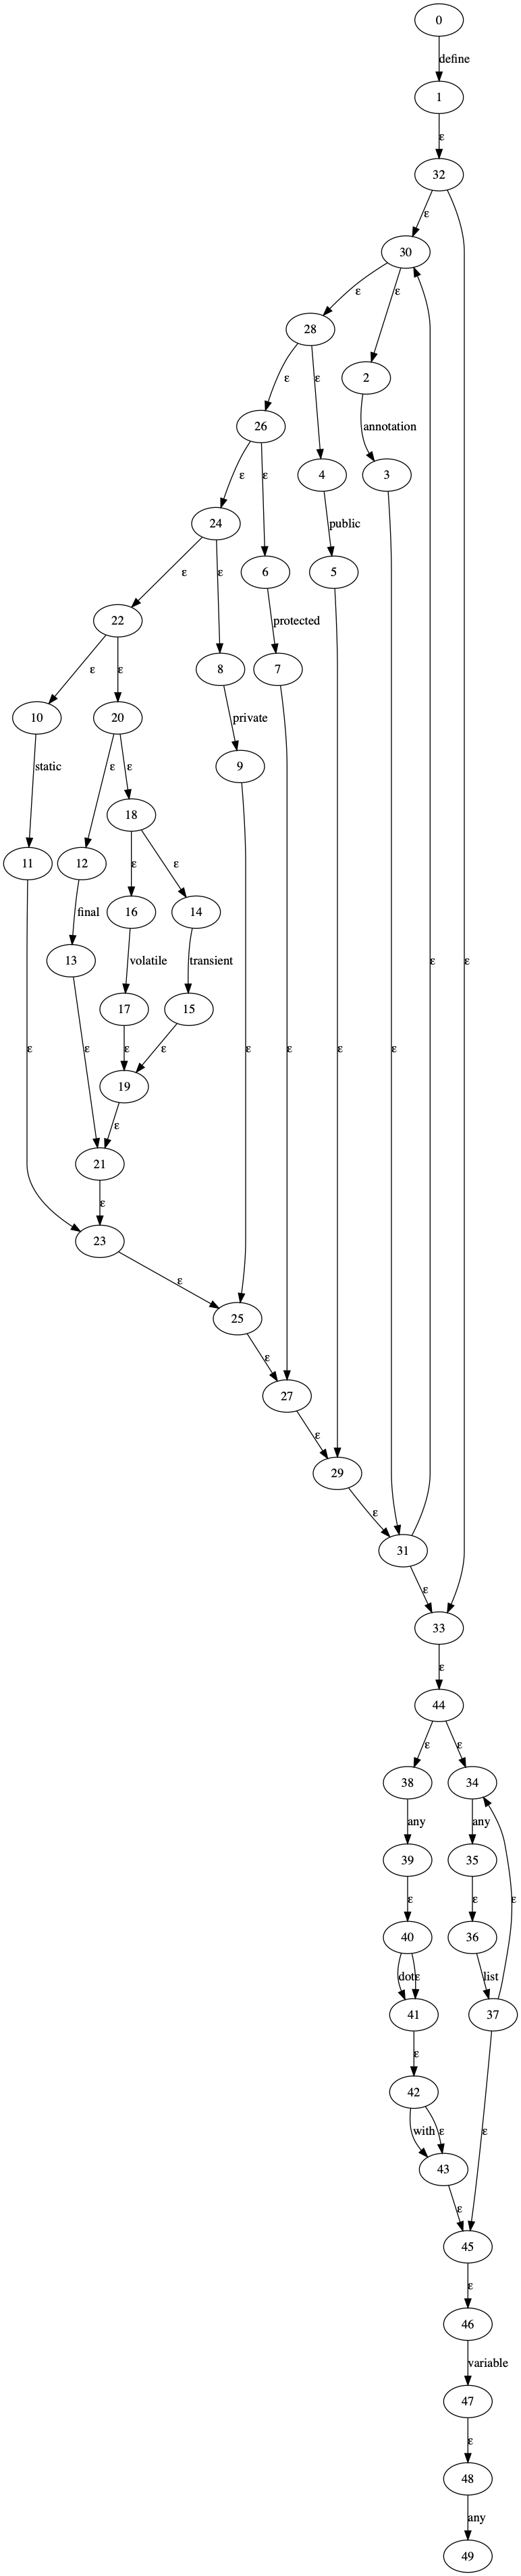 0
define
1
ε
32
ε
30
ε ε
28
ε 2
ε annotation
26
4 3
ε ε
24
public
6 5
ε ε
22
protected
8 7
ε ε
10 20
private
static ε ε
9
18
11 12
ε ε
final 16 14
13
volatile transient
17 15
ε ε ε ε ε ε ε ε ε
19
ε
21
ε
23
ε
25
ε
27
ε
29
ε
31
ε
33
ε
44
ε ε
38 34
any any
39 35
ε ε ε
40 36
dot ε list
41 37
ε
42
with ε ε
43
ε
45
ε
46
variable
47
ε
48
any
49